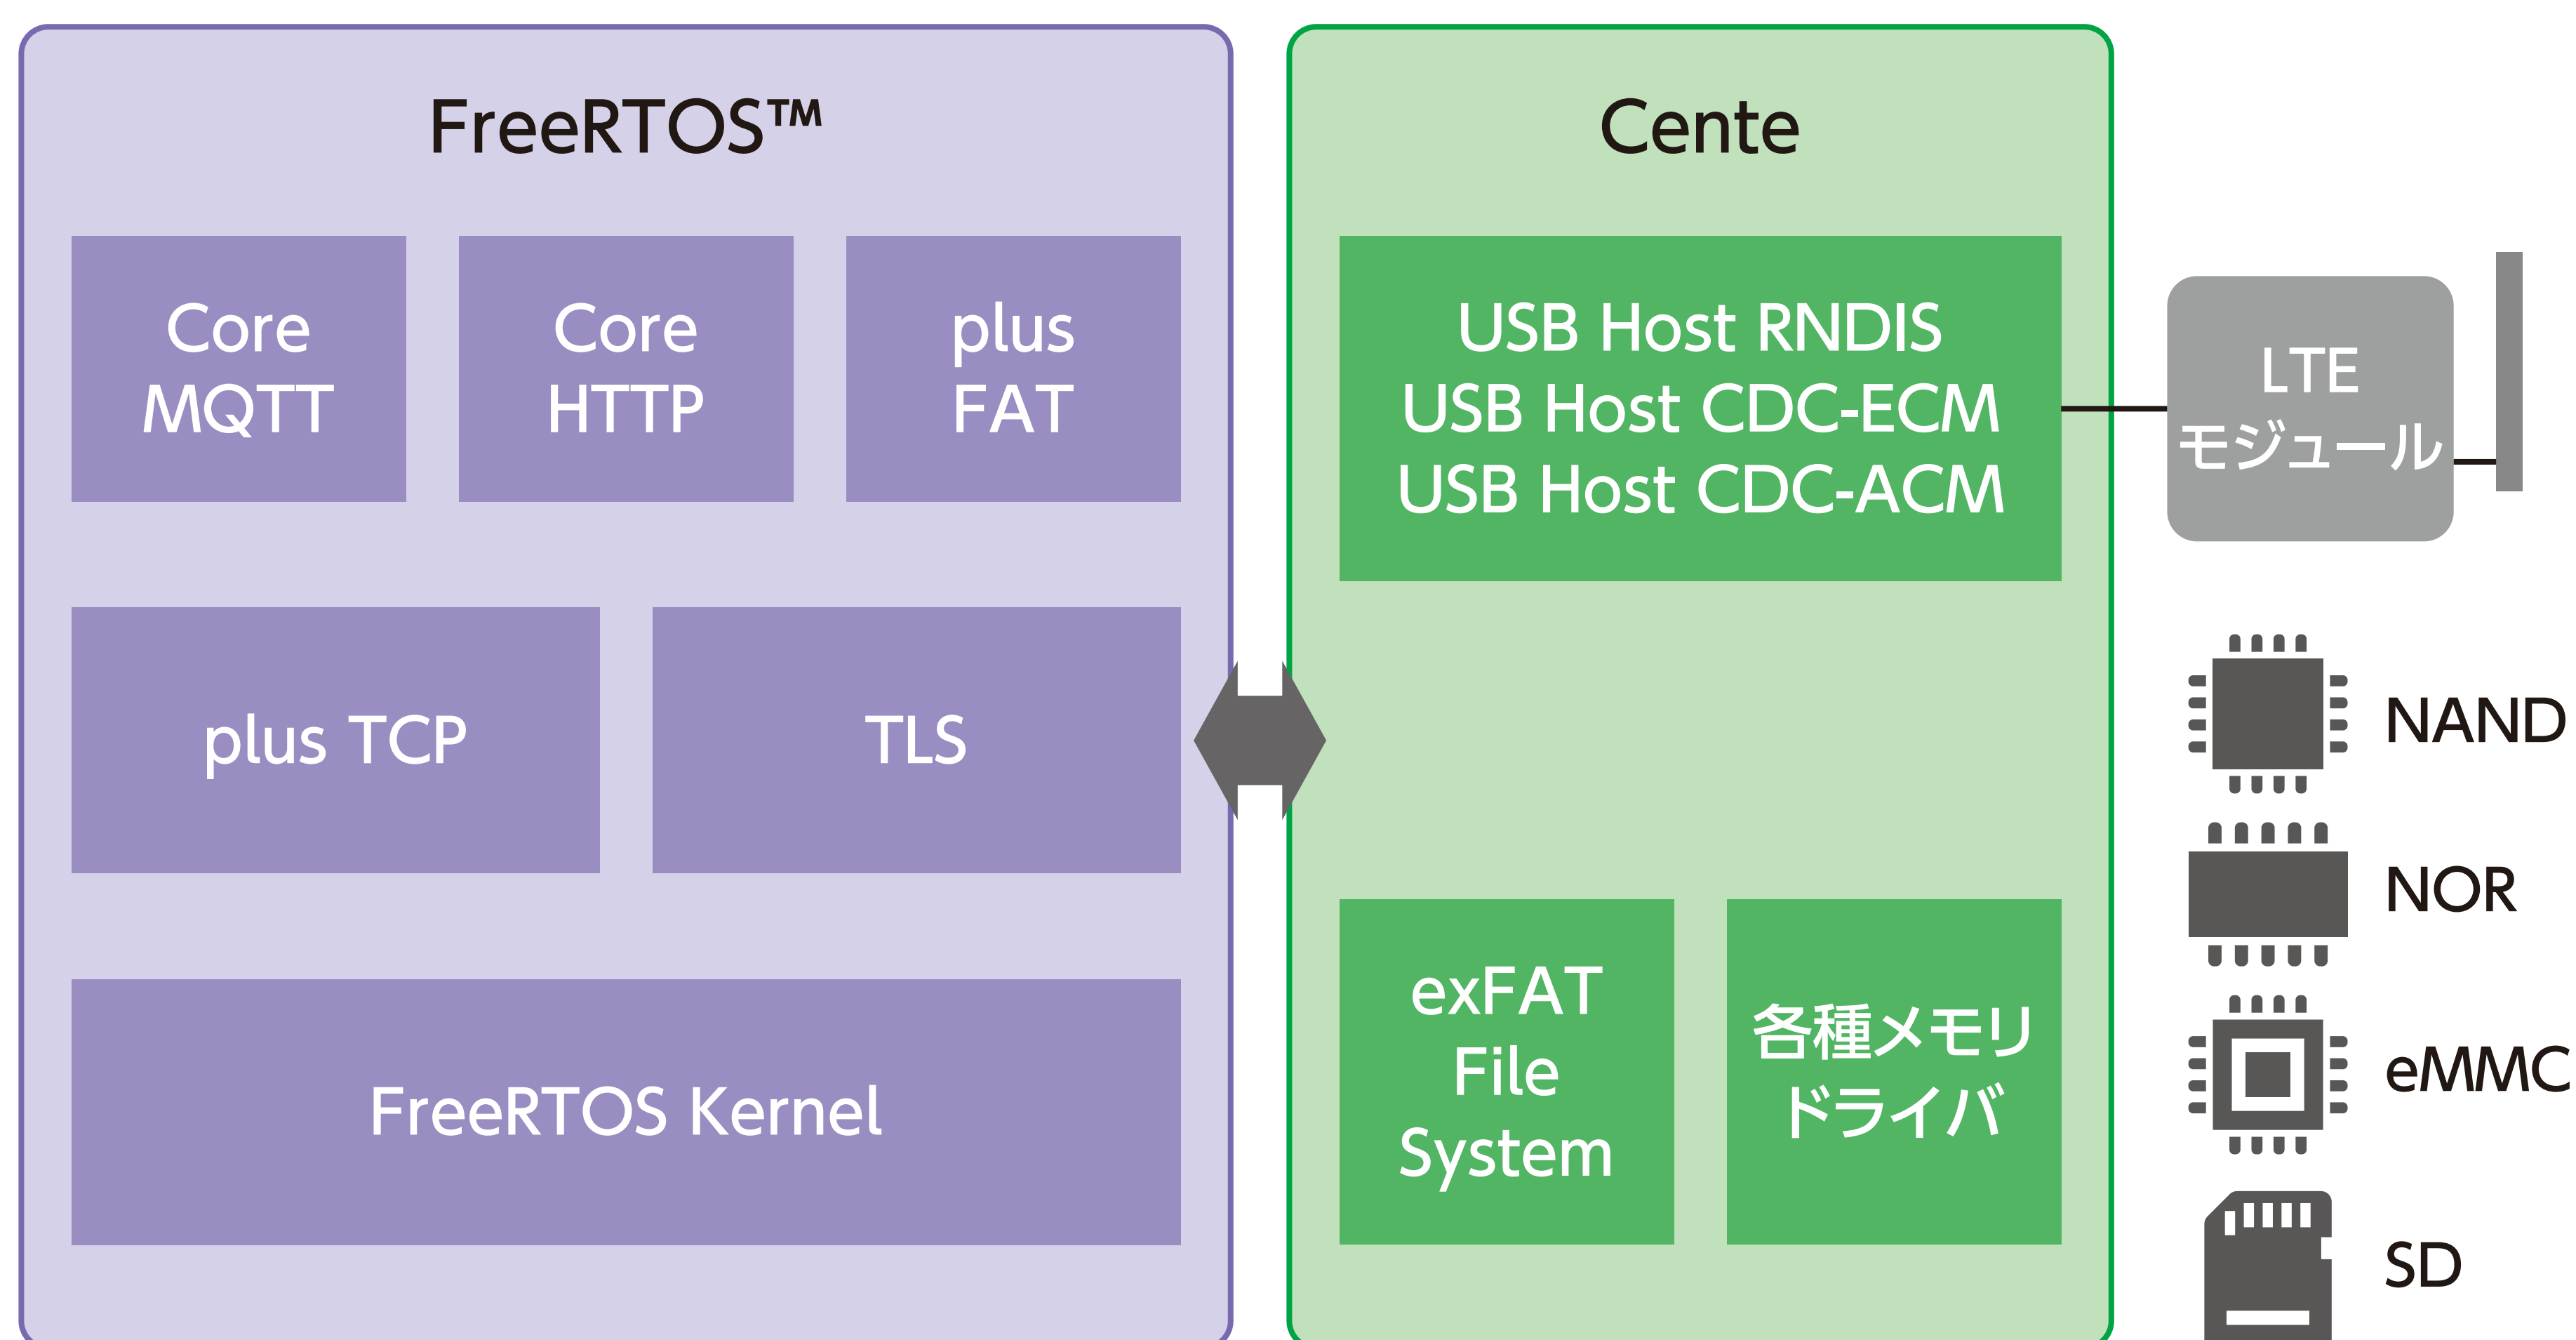 FreeRTOS™
Core
MQTT
Core
HTTP
plus
FAT
plus TCP
TLS
FreeRTOS Kernel
Cente
USB Host RNDIS
USB Host CDC-ECM
USB Host CDC-ACM
exFAT
File
System
各種メモリ
ドライバ
LTE
モジュール
NAND
NOR
eMMC
SD